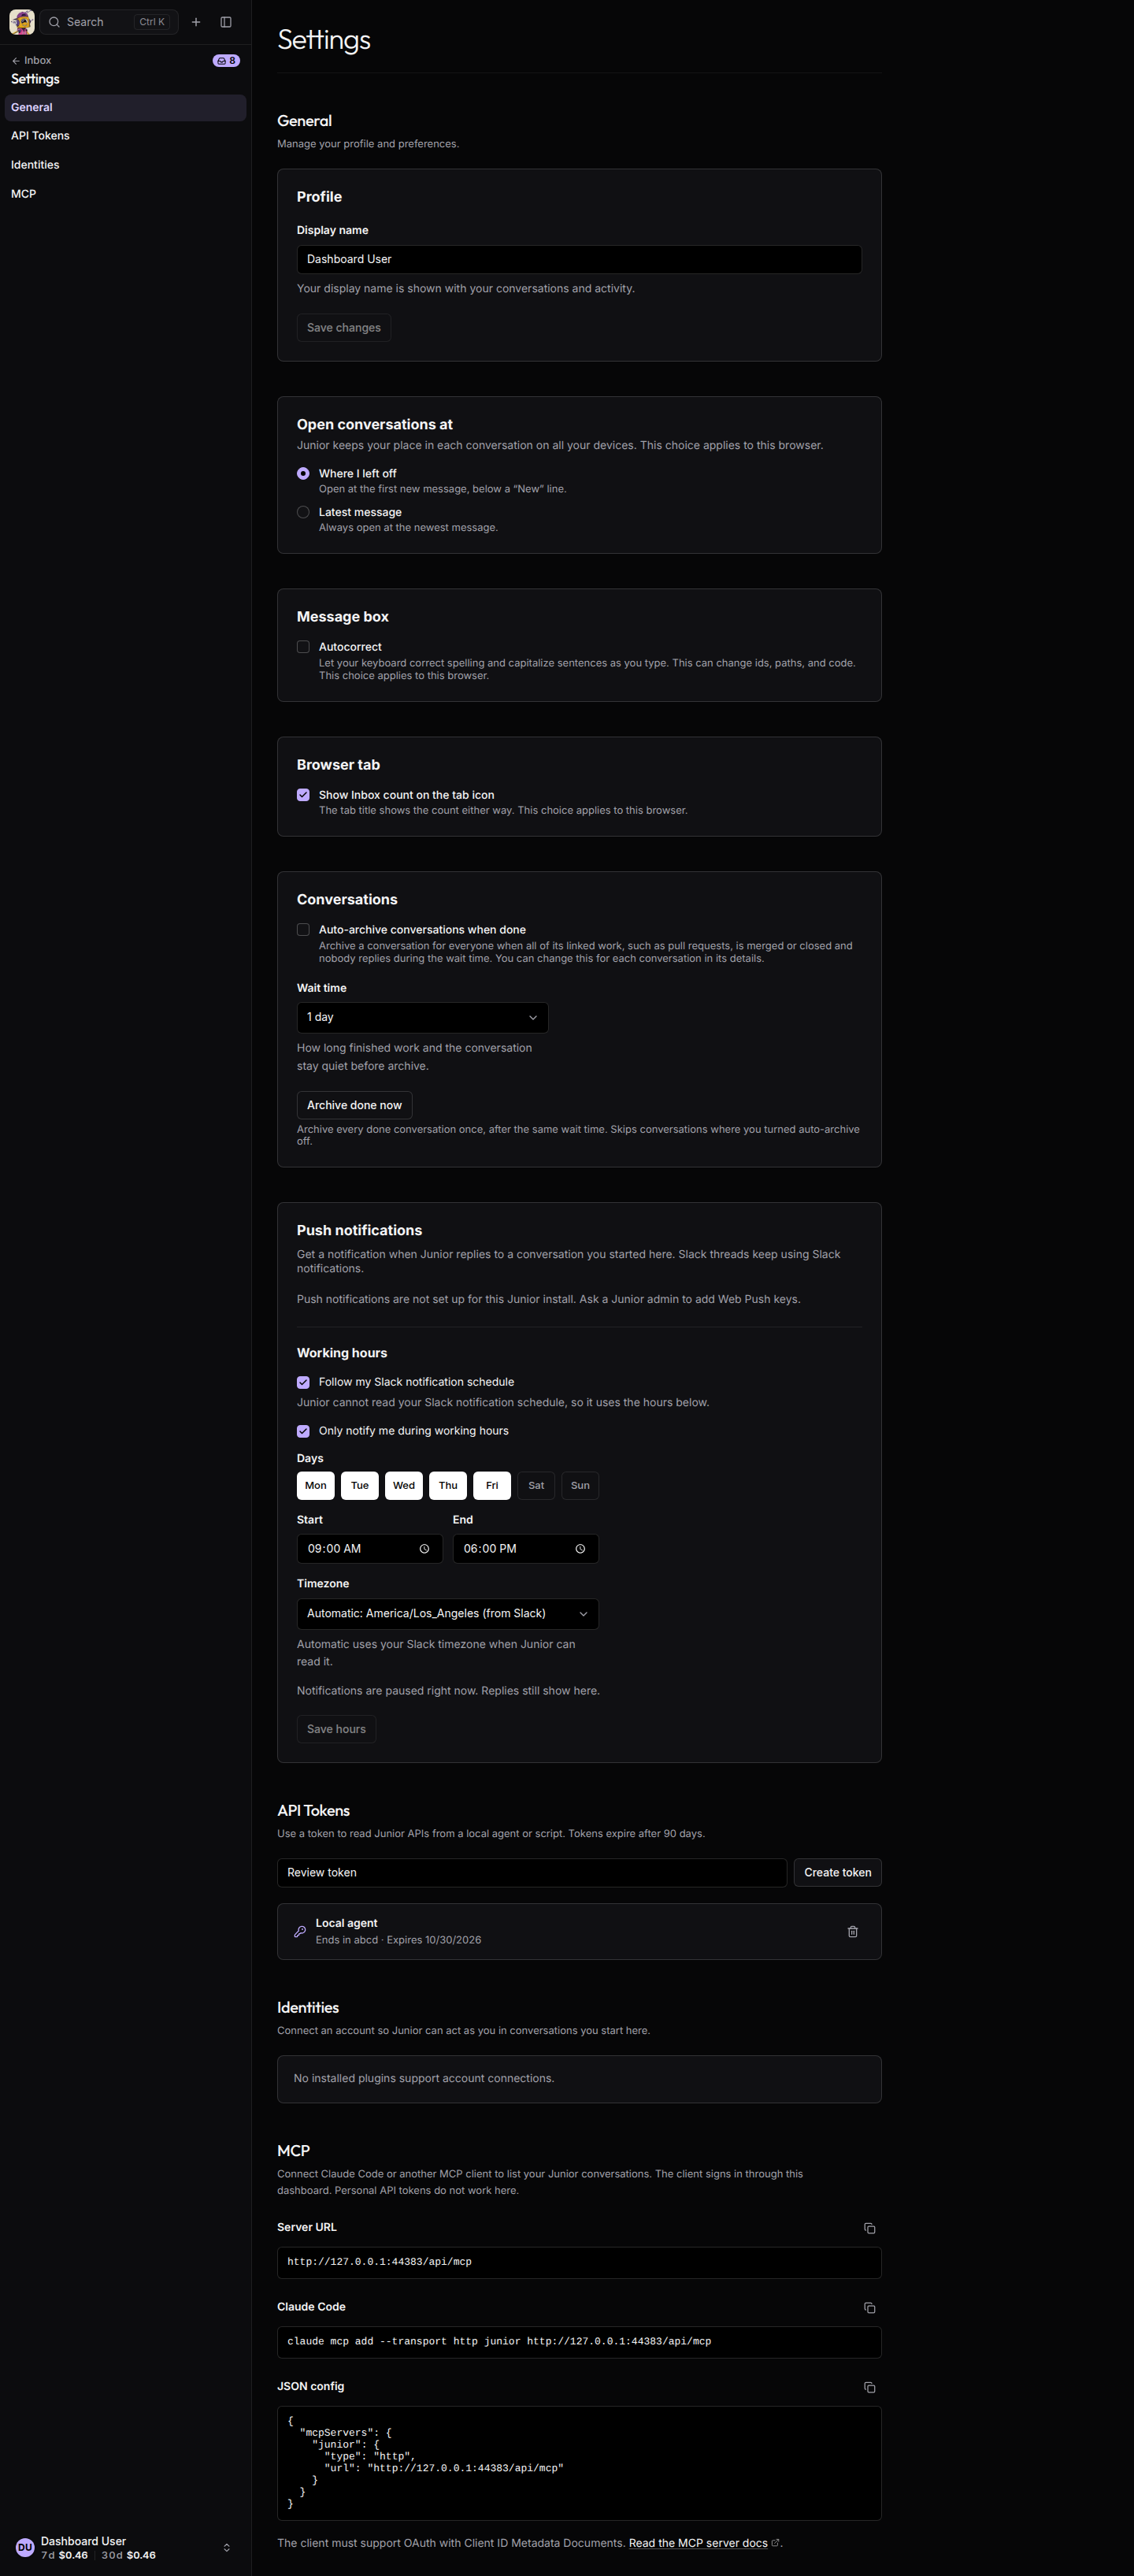 Search
Ctrl K
Inbox
8
Settings
General
API Tokens
Identities
MCP
Settings
General
Manage your profile and preferences.
Profile
Display name
Dashboard User
Your display name is shown with your conversations and activity.
Save changes
Open conversations at
Junior keeps your place in each conversation on all your devices. This choice applies to this browser.
Where I left off
Open at the first new message, below a “New” line.
Latest message
Always open at the newest message.
Message box
Autocorrect
Let your keyboard correct spelling and capitalize sentences as you type. This can change ids, paths, and code.
This choice applies to this browser.
Browser tab
Show Inbox count on the tab icon
The tab title shows the count either way. This choice applies to this browser.
Conversations
Auto-archive conversations when done
Archive a conversation for everyone when all of its linked work, such as pull requests, is merged or closed and
nobody replies during the wait time. You can change this for each conversation in its details.
Wait time
1 day
How long finished work and the conversation
stay quiet before archive.
Archive done now
Archive every done conversation once, after the same wait time. Skips conversations where you turned auto-archive
off.
Push notifications
Get a notification when Junior replies to a conversation you started here. Slack threads keep using Slack
notifications.
Push notifications are not set up for this Junior install. Ask a Junior admin to add Web Push keys.
Working hours
Follow my Slack notification schedule
Junior cannot read your Slack notification schedule, so it uses the hours below.
Only notify me during working hours
Days
Mon Tue Wed Thu Fri Sat Sun
Start End
09:00 AM 06:00 PM
Timezone
Automatic: America/Los_Angeles (from Slack)
Automatic uses your Slack timezone when Junior can
read it.
Notifications are paused right now. Replies still show here.
Save hours
API Tokens
Use a token to read Junior APIs from a local agent or script. Tokens expire after 90 days.
Review token
Create token
Local agent
Ends in abcd · Expires 10/30/2026
Identities
Connect an account so Junior can act as you in conversations you start here.
No installed plugins support account connections.
MCP
Connect Claude Code or another MCP client to list your Junior conversations. The client signs in through this
dashboard. Personal API tokens do not work here.
Server URL
http://127.0.0.1:44383/api/mcp
Claude Code
claude mcp add --transport http junior http://127.0.0.1:44383/api/mcp
JSON config
{
"mcpServers": {
"junior": {
"type": "http",
"url": "http://127.0.0.1:44383/api/mcp"
}
}
}
The client must support OAuth with Client ID Metadata Documents. Read the MCP server docs.
DU
Dashboard User
7d $0.46 30d $0.46